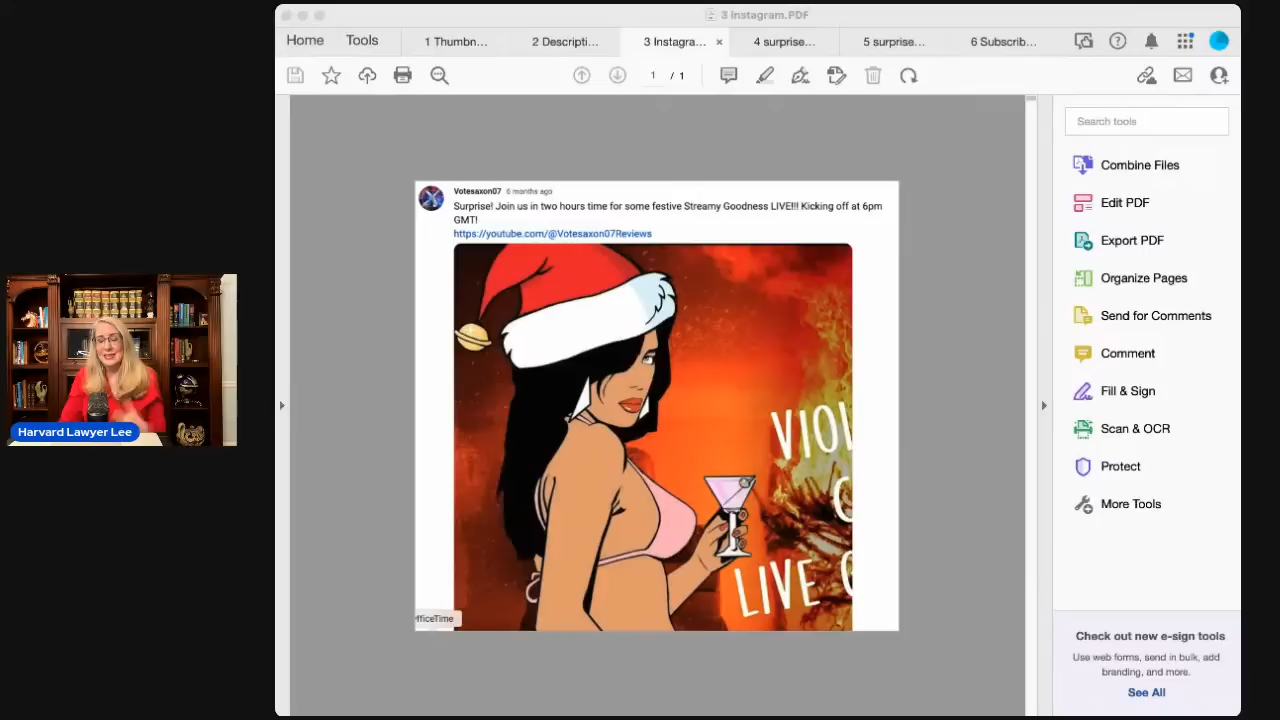 3 Instagram.PDF
Home
Tools
1 Thumbn...
2 Descripti...
3 Instagra...
×
4 surprise...
5 surprise...
6 Subscrib...
1 / 1
Search tools
Combine Files
Edit PDF
Export PDF
Organize Pages
Send for Comments
Comment
Fill & Sign
Scan & OCR
Protect
More Tools
Check out new e-sign tools
Use web forms, send in bulk, add
branding, and more.
See All
Votesaxon07 6 months ago
Surprise! Join us in two hours time for some festive Streamy Goodness LIVE!!! Kicking off at 6pm
GMT!
https://youtube.com/@Votesaxon07Reviews
VIOL
C
LIVE C
fficeTime
Harvard Lawyer Lee